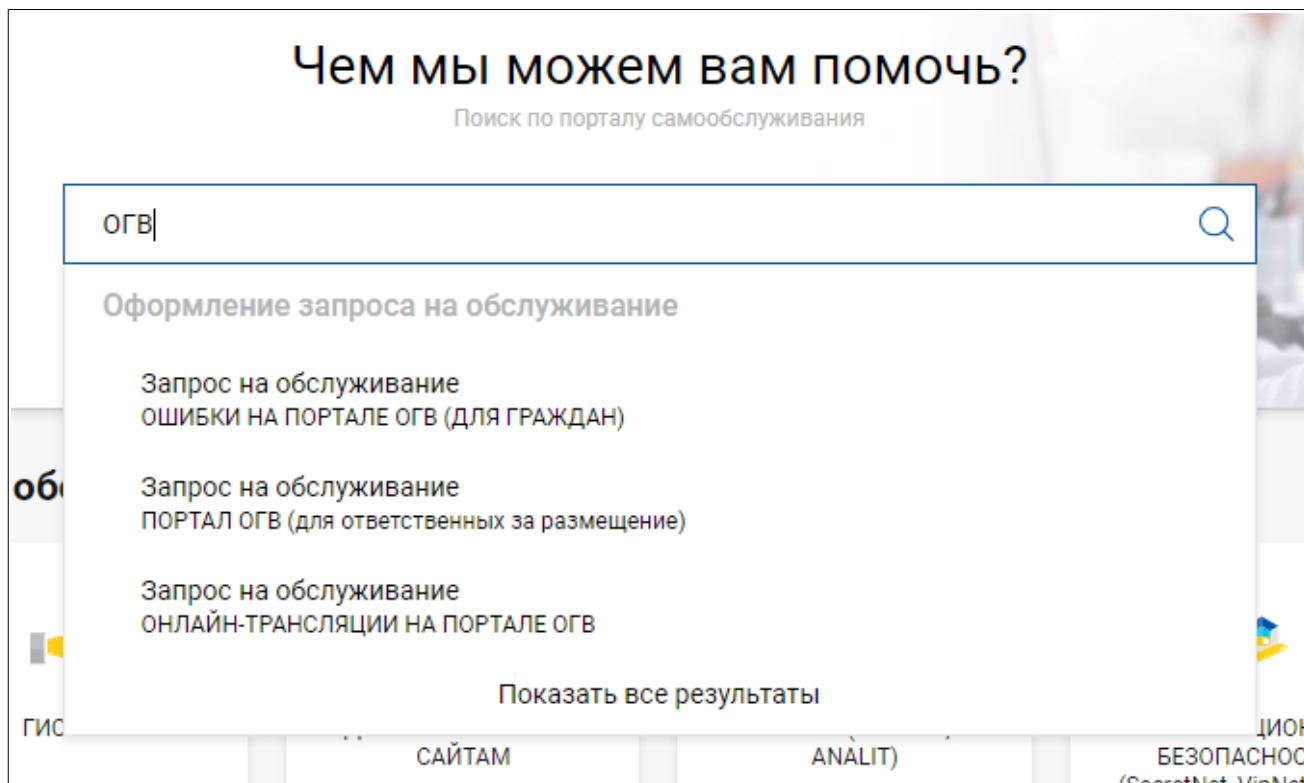 Чем мы можем вам помочь?
Поиск по порталу самообслуживания
ОГВ
Оформление запроса на обслуживание
Запрос на обслуживание
ОШИБКИ НА ПОРТАЛЕ ОГВ (ДЛЯ ГРАЖДАН)
Запрос на обслуживание
ПОРТАЛ ОГВ (для ответственных за размещение)
Запрос на обслуживание
ОНЛАЙН-ТРАНСЛЯЦИИ НА ПОРТАЛЕ ОГВ
Показать все результаты
САЙТАМ
ANALIT)